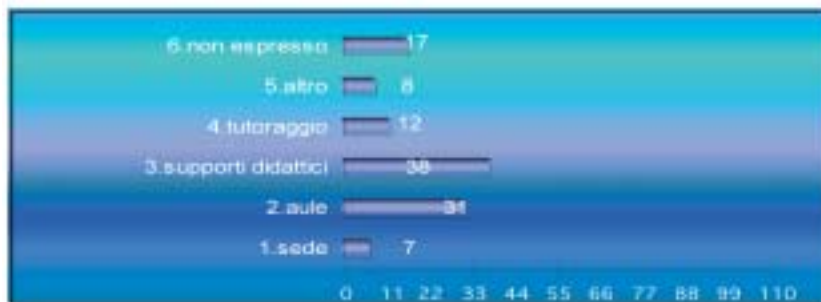 6.non espresso 17
5.altro 8
4.tutoraggio 12
3.supporti didattici 38
2.aule 31
1.sede 7
0 11 22 33 44 55 66 77 88 99 110